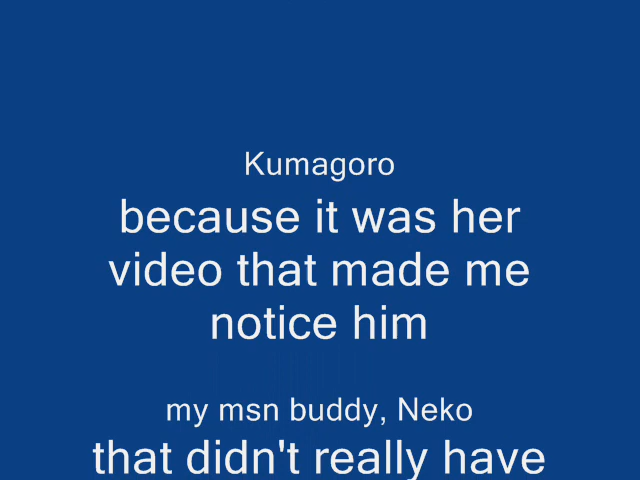 Kumagoro
because it was her
video that made me
notice him
my msn buddy, Neko
that didn't really have